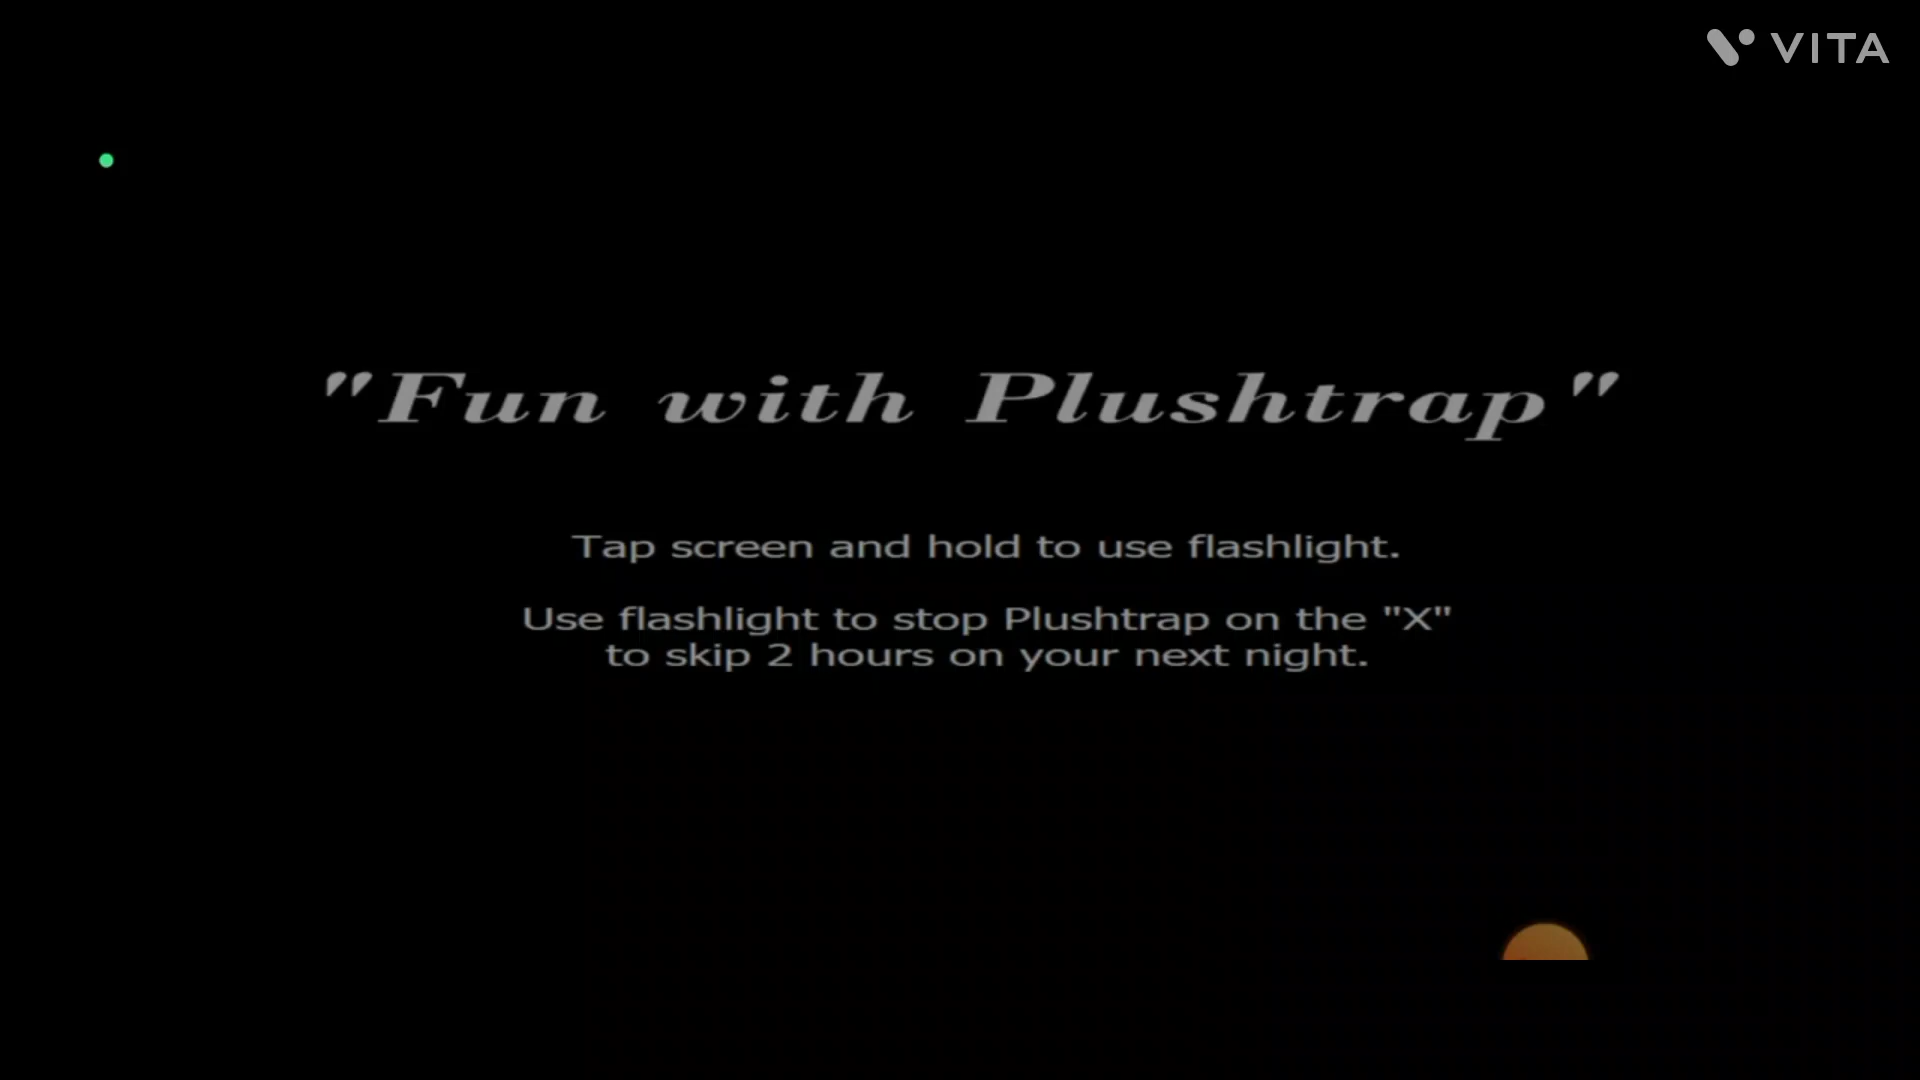 VITA
"Fun with Plushtrap"
Tap screen and hold to use flashlight.
Use flashlight to stop Plushtrap on the "X"
to skip 2 hours on your next night.